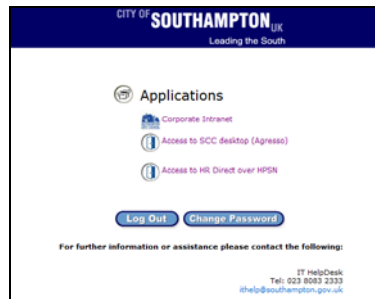 CITY OF SOUTHAMPTON UK
Leading the South
Applications
Corporate Intranet
Access to SCC desktop (Agresso)
Access to HR Direct over HPSN
Log Out Change Password
For further information or assistance please contact the following:
IT HelpDesk
Tel: 023 8083 2333
ithelp@southampton.gov.uk